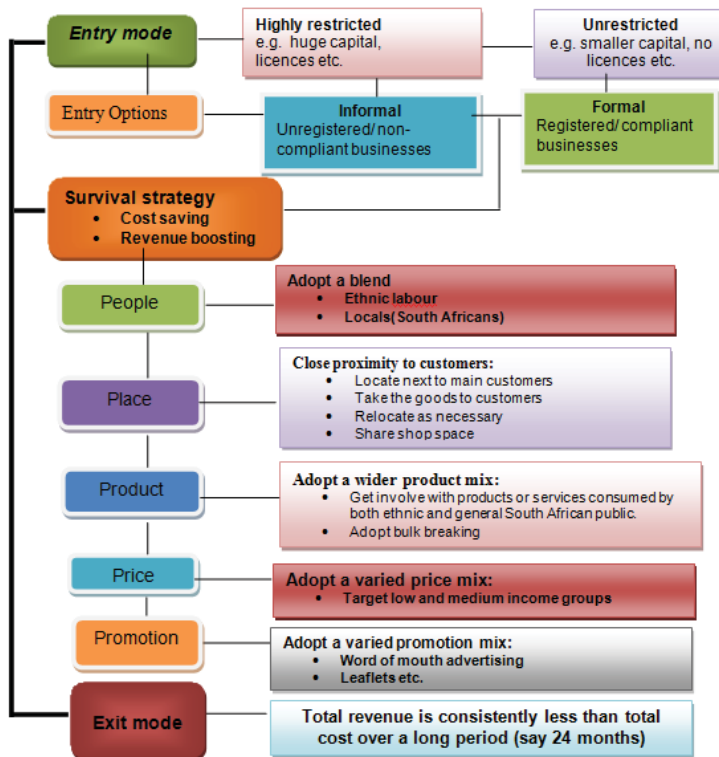 Entry mode
Highly restricted
e.g. huge capital,
licences etc.
Unrestricted
e.g. smaller capital, no
licences etc.
Entry Options
Informal
Unregistered/ non-
compliant businesses
Formal
Registered/ compliant
businesses
Survival strategy
• Cost saving
• Revenue boosting
People
Adopt a blend
• Ethnic labour
• Locals(South Africans)
Place
Close proximity to customers:
• Locate next to main customers
• Take the goods to customers
• Relocate as necessary
• Share shop space
Product
Adopt a wider product mix:
• Get involve with products or services consumed by
both ethnic and general South African public.
• Adopt bulk breaking
Price
Adopt a varied price mix:
• Target low and medium income groups
Promotion
Adopt a varied promotion mix:
• Word of mouth advertising
• Leaflets etc.
Exit mode
Total revenue is consistently less than total
cost over a long period (say 24 months)